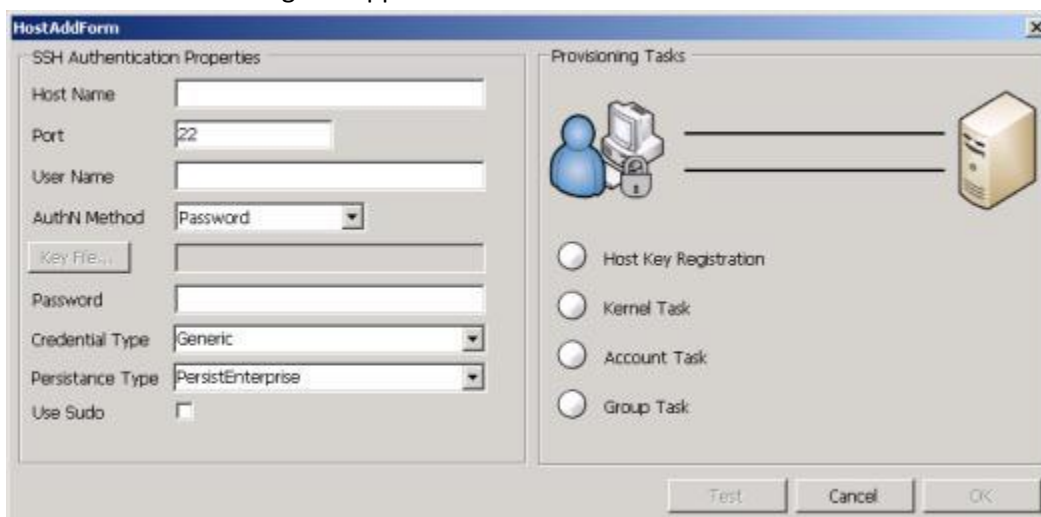 HostAddForm
SSH Authentication Properties
Host Name
Port
22
User Name
AuthN Method
Password
Key File...
Password
Credential Type
Generic
Persistance Type
PersistEnterprise
Use Sudo
Provisioning Tasks
Host Key Registration
Kernel Task
Account Task
Group Task
Test
Cancel
OK